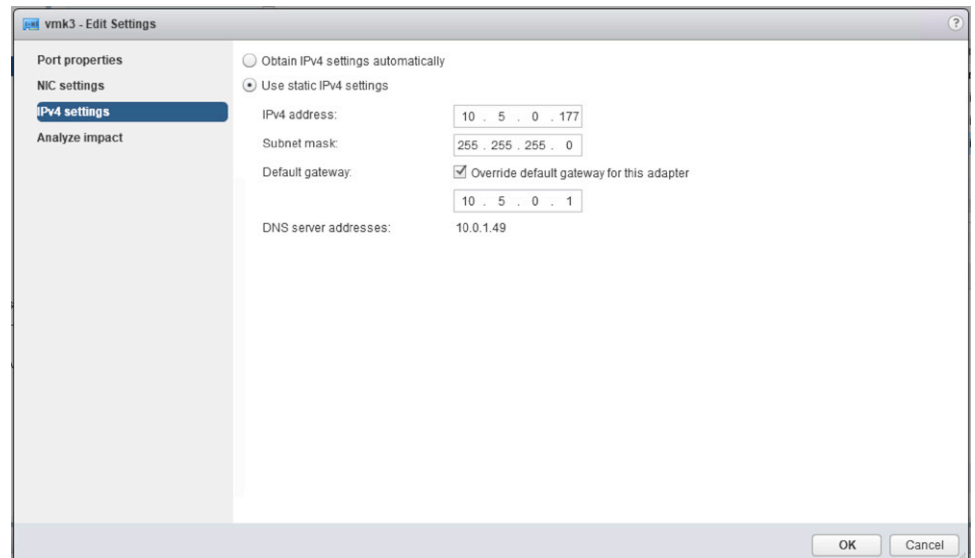 vmk3 - Edit Settings
?
Port properties
NIC settings
IPv4 settings
Analyze impact
Obtain IPv4 settings automatically
Use static IPv4 settings
IPv4 address: 10 . 5 . 0 . 177
Subnet mask: 255 . 255 . 255 . 0
Default gateway: Override default gateway for this adapter
10 . 5 . 0 . 1
DNS server addresses: 10.0.1.49
OK Cancel